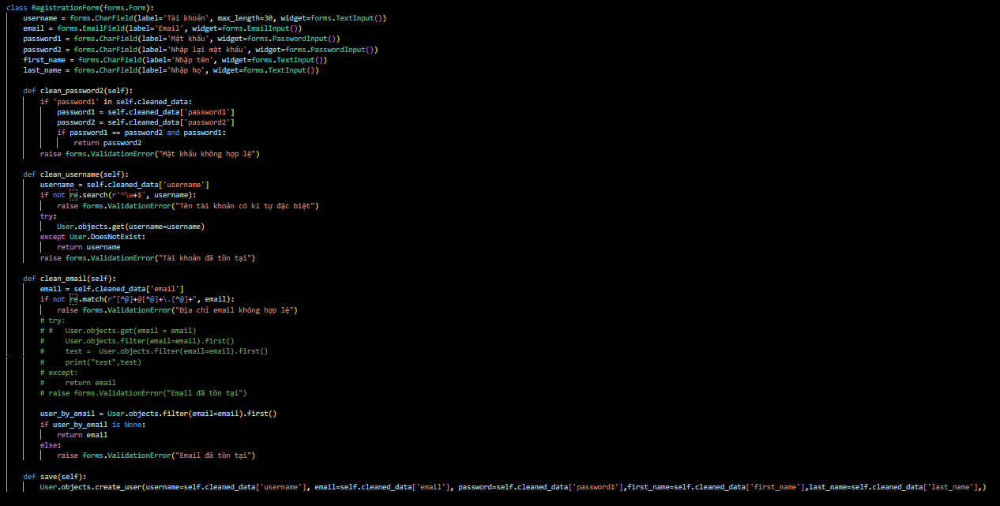 class RegistrationForm(forms.Form):
    username = forms.CharField(label='Tài khoản', max_length=30, widget=forms.TextInput())
    email = forms.EmailField(label='Email', widget=forms.EmailInput())
    password1 = forms.CharField(label='Mật khẩu', widget=forms.PasswordInput())
    password2 = forms.CharField(label='Nhập lại mật khẩu', widget=forms.PasswordInput())
    first_name = forms.CharField(label='Nhập tên', widget=forms.TextInput())
    last_name = forms.CharField(label='Nhập họ', widget=forms.TextInput())

    def clean_password2(self):
        if 'password1' in self.cleaned_data:
            password1 = self.cleaned_data['password1']
            password2 = self.cleaned_data['password2']
            if password1 == password2 and password1:
                return password2
        raise forms.ValidationError("Mật khẩu không hợp lệ")

    def clean_username(self):
        username = self.cleaned_data['username']
        if not re.search(r'^\w+$', username):
            raise forms.ValidationError("Tên tài khoản có kí tự đặc biệt")
        try:
            User.objects.get(username=username)
        except User.DoesNotExist:
            return username
        raise forms.ValidationError("Tài khoản đã tồn tại")

    def clean_email(self):
        email = self.cleaned_data['email']
        if not re.match(r"[^@]+@[^@]+\.[^@]+", email):
            raise forms.ValidationError("Địa chỉ email không hợp lệ")
        # try:
        # #   User.objects.get(email = email)
        #     User.objects.filter(email=email).first()
        #     test =  User.objects.filter(email=email).first()
        #     print("test",test)
        # except:
        #     return email
        # raise forms.ValidationError("Email đã tồn tại")

        user_by_email = User.objects.filter(email=email).first()
        if user_by_email is None:
            return email
        else:
            raise forms.ValidationError("Email đã tồn tại")

    def save(self):
        User.objects.create_user(username=self.cleaned_data['username'], email=self.cleaned_data['email'], password=self.cleaned_data['password1'],first_name=self.cleaned_data['first_name'],last_name=self.cleaned_data['last_name'],)